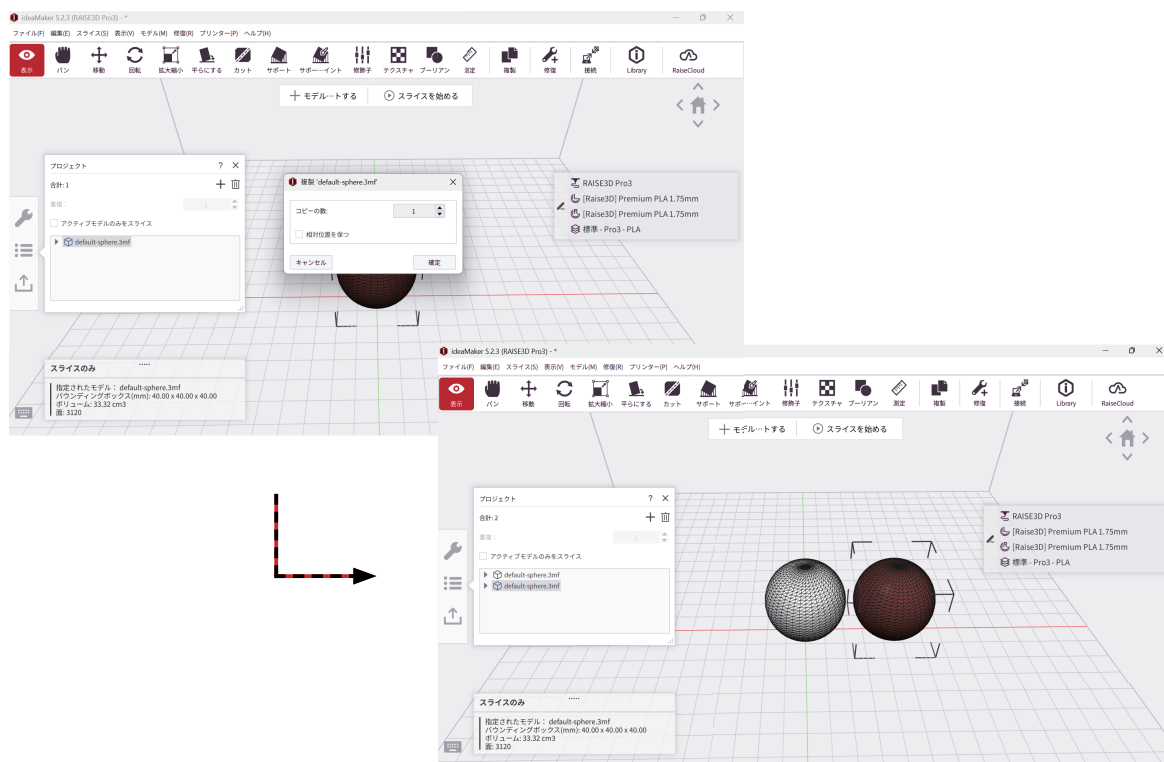 ideaMaker 5.2.3 (RAISE3D Pro3) - *
ファイル(F) 編集(E) スライス(S) 表示(V) モデル(M) 修復(R) プリンター(P) ヘルプ(H)
表示 パン 移動 回転 拡大縮小 平らにする カット サポート サポー…イント 修飾子 テクスチャ ブーリアン 測定 複製 修復 接続 Library RaiseCloud
モデル…トする スライスを始める
プロジェクト ?
合計: 1
重複 : 1
アクティブモデルのみをスライス
default-sphere.3mf
複製 'default-sphere.3mf'
コピーの数: 1
相対位置を保つ
キャンセル 確定
RAISE3D Pro3
[Raise3D] Premium PLA 1.75mm
[Raise3D] Premium PLA 1.75mm
標準 - Pro3 - PLA
スライスのみ
指定されたモデル： default-sphere.3mf
バウンディングボックス(mm): 40.00 x 40.00 x 40.00
ボリューム: 33.32 cm3
面: 3120
ideaMaker 5.2.3 (RAISE3D Pro3) - *
ファイル(F) 編集(E) スライス(S) 表示(V) モデル(M) 修復(R) プリンター(P) ヘルプ(H)
表示 パン 移動 回転 拡大縮小 平らにする カット サポート サポー…イント 修飾子 テクスチャ ブーリアン 測定 複製 修復 接続 Library RaiseCloud
モデル…トする スライスを始める
プロジェクト ?
合計: 2
重複 : 1
アクティブモデルのみをスライス
default-sphere.3mf
default-sphere.3mf
RAISE3D Pro3
[Raise3D] Premium PLA 1.75mm
[Raise3D] Premium PLA 1.75mm
標準 - Pro3 - PLA
スライスのみ
指定されたモデル： default-sphere.3mf
バウンディングボックス(mm): 40.00 x 40.00 x 40.00
ボリューム: 33.32 cm3
面: 3120